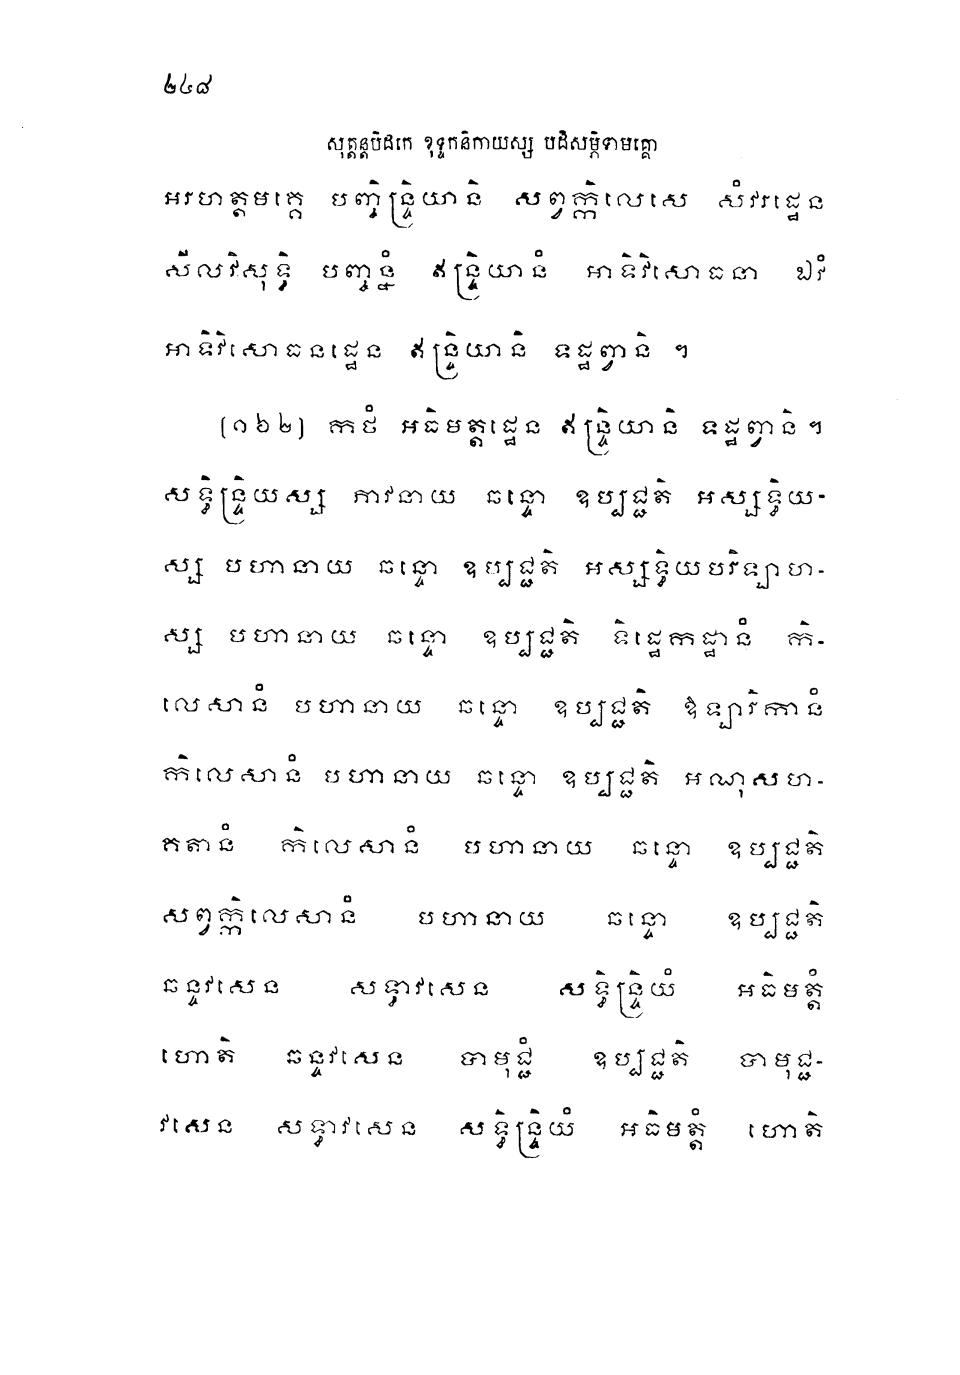 ២៤៨
សុត្តន្តបិដកេ ខុទ្ទកនិកាយស្ស បដិសម្ភិទាមគ្គោ
អរហត្តមគ្គេ បញ្ចិន្ទ្រិយានិ សព្វក្កិលេសេ សំវរដ្ឋេន
សីលវិសុទ្ធិ បញ្ចន្នំ ឥន្ទ្រិយានំ អាទិវិសោធនា ឯវំ
អាទិវិសោធនដ្ឋេន ឥន្ទ្រិយានិ ទដ្ឋព្វានិ ។
(១៦២) កថំ អធិមត្តដ្ឋេន ឥន្ទ្រិយានិ ទដ្ឋព្វានិ។
សទ្ធិន្ទ្រិយស្ស ភាវនាយ ឆន្ទោ ឧប្បជ្ជតិ អស្សទ្ធិយ-
ស្ស បហានាយ ឆន្ទោ ឧប្បជ្ជតិ អស្សទ្ធិយបរិឡាហ-
ស្ស បហានាយ ឆន្ទោ ឧប្បជ្ជតិ ទិដ្ឋេកដ្ឋានំ កិ-
លេសានំ បហានាយ ឆន្ទោ ឧប្បជ្ជតិ ឱឡារិកានំ
កិលេសានំ បហានាយ ឆន្ទោ ឧប្បជ្ជតិ អណុសហ-
គតានំ កិលេសានំ បហានាយ ឆន្ទោ ឧប្បជ្ជតិ
សព្វក្កិលេសានំ បហានាយ ឆន្ទោ ឧប្បជ្ជតិ
ឆន្ទវសេន សទ្ធាវសេន សទ្ធិន្ទ្រិយំ អធិមត្តំ
ហោតិ ឆន្ទវសេន បាមុជ្ជំ ឧប្បជ្ជតិ បាមុជ្ជ-
វសេន សទ្ធាវសេន សទ្ធិន្ទ្រិយំ អធិមត្តំ ហោតិ